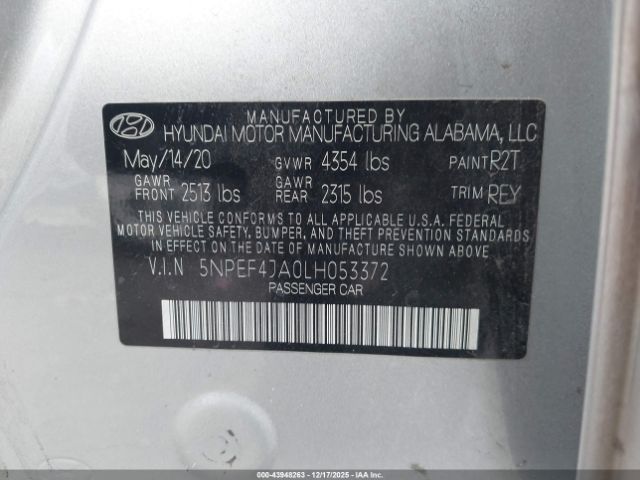 MANUFACTURED BY
HYUNDAI MOTOR MANUFACTURING ALABAMA, LLC
May/14/20 GVWR 4354 lbs PAINT R2T
GAWR FRONT 2513 lbs GAWR REAR 2315 lbs TRIM REY
THIS VEHICLE CONFORMS TO ALL APPLICABLE U.S.A. FEDERAL
MOTOR VEHICLE SAFETY, BUMPER, AND THEFT PREVENTION STANDARDS
IN EFFECT ON THE DATE OF MANUFACTURE SHOWN ABOVE
V.I.N 5NPEF4JA0LH053372
PASSENGER CAR
000-43948263 - 12/17/2025 - © IAA Holdings, LLC